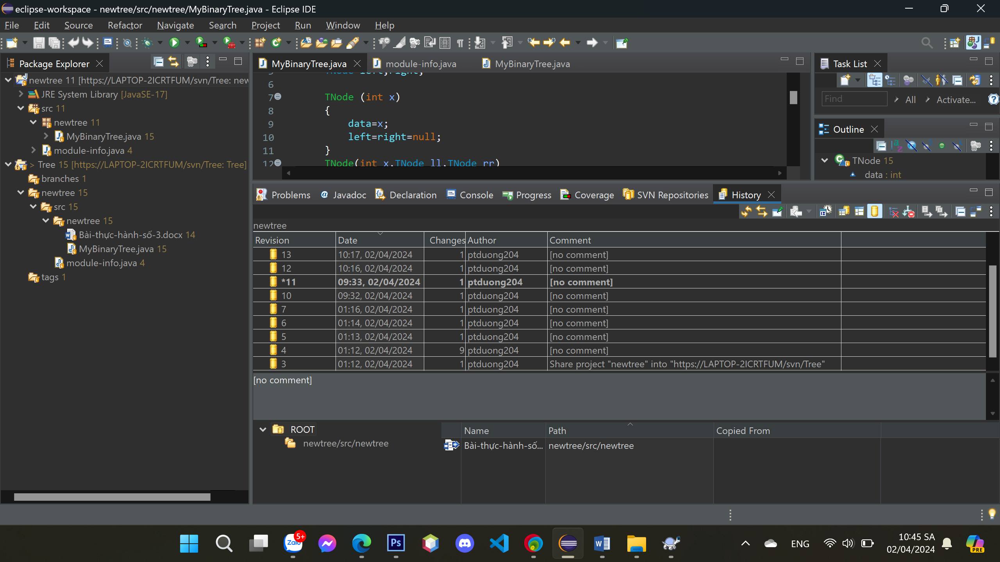 eclipse-workspace - newtree/src/newtree/MyBinaryTree.java - Eclipse IDE
File Edit Source Refactor Navigate Search Project Run Window Help
Package Explorer
newtree 11 [https://LAPTOP-2ICRTFUM/svn/Tree: new
JRE System Library [JavaSE-17]
src 11
newtree 11
MyBinaryTree.java 15
module-info.java 4
> Tree 15 [https://LAPTOP-2ICRTFUM/svn/Tree: Tree]
branches 1
newtree 15
src 15
newtree 15
Bài-thực-hành-số-3.docx 14
MyBinaryTree.java 15
module-info.java 4
tags 1
MyBinaryTree.java module-info.java MyBinaryTree.java
5 TNode left,right;
6
7 TNode (int x)
8 {
9 data=x;
10 left=right=null;
11 }
12 TNode(int x,TNode ll,TNode rr)
Task List
Find All Activate...
Outline
TNode 15
data : int
Problems Javadoc Declaration Console Progress Coverage SVN Repositories History
newtree
Revision Date Changes Author Comment
13 10:17, 02/04/2024 1 ptduong204 [no comment]
12 10:16, 02/04/2024 1 ptduong204 [no comment]
*11 09:33, 02/04/2024 1 ptduong204 [no comment]
10 09:32, 02/04/2024 1 ptduong204 [no comment]
7 01:16, 02/04/2024 1 ptduong204 [no comment]
6 01:14, 02/04/2024 1 ptduong204 [no comment]
5 01:13, 02/04/2024 1 ptduong204 [no comment]
4 01:12, 02/04/2024 9 ptduong204 [no comment]
3 01:12, 02/04/2024 1 ptduong204 Share project "newtree" into "https://LAPTOP-2ICRTFUM/svn/Tree"
[no comment]
ROOT
newtree/src/newtree
Name Path Copied From
Bài-thực-hành-số... newtree/src/newtree
Zalo 5+
Ps
ENG
10:45 SA
02/04/2024
PRE